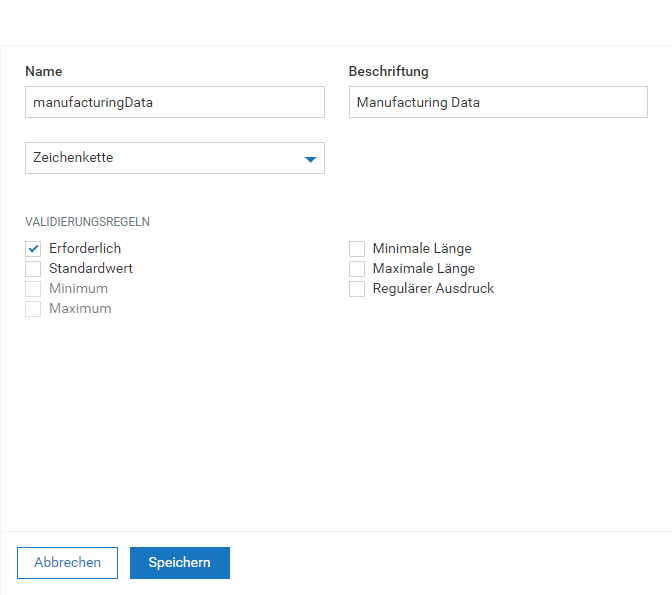 Name
Beschriftung
manufacturingData
Manufacturing Data
Zeichenkette
VALIDIERUNGSREGELN
Erforderlich
Minimale Länge
Standardwert
Maximale Länge
Minimum
Regulärer Ausdruck
Maximum
Abbrechen
Speichern